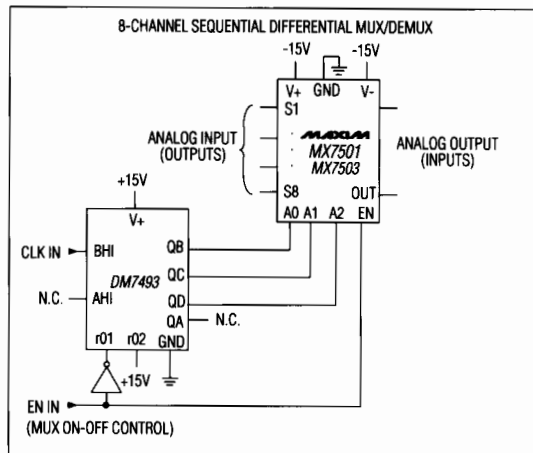 8-CHANNEL SEQUENTIAL DIFFERENTIAL MUX/DEMUX
-15V
-15V
V+
GND
V-
S1
ANALOG INPUT
(OUTPUTS)
MAXIM
MX7501
MX7503
ANALOG OUTPUT
(INPUTS)
S8
OUT
A0
A1
A2
EN
+15V
V+
CLK IN
BHI
QB
DM7493
QC
N.C.
AHI
QD
QA
N.C.
r01
r02
GND
+15V
EN IN
(MUX ON-OFF CONTROL)